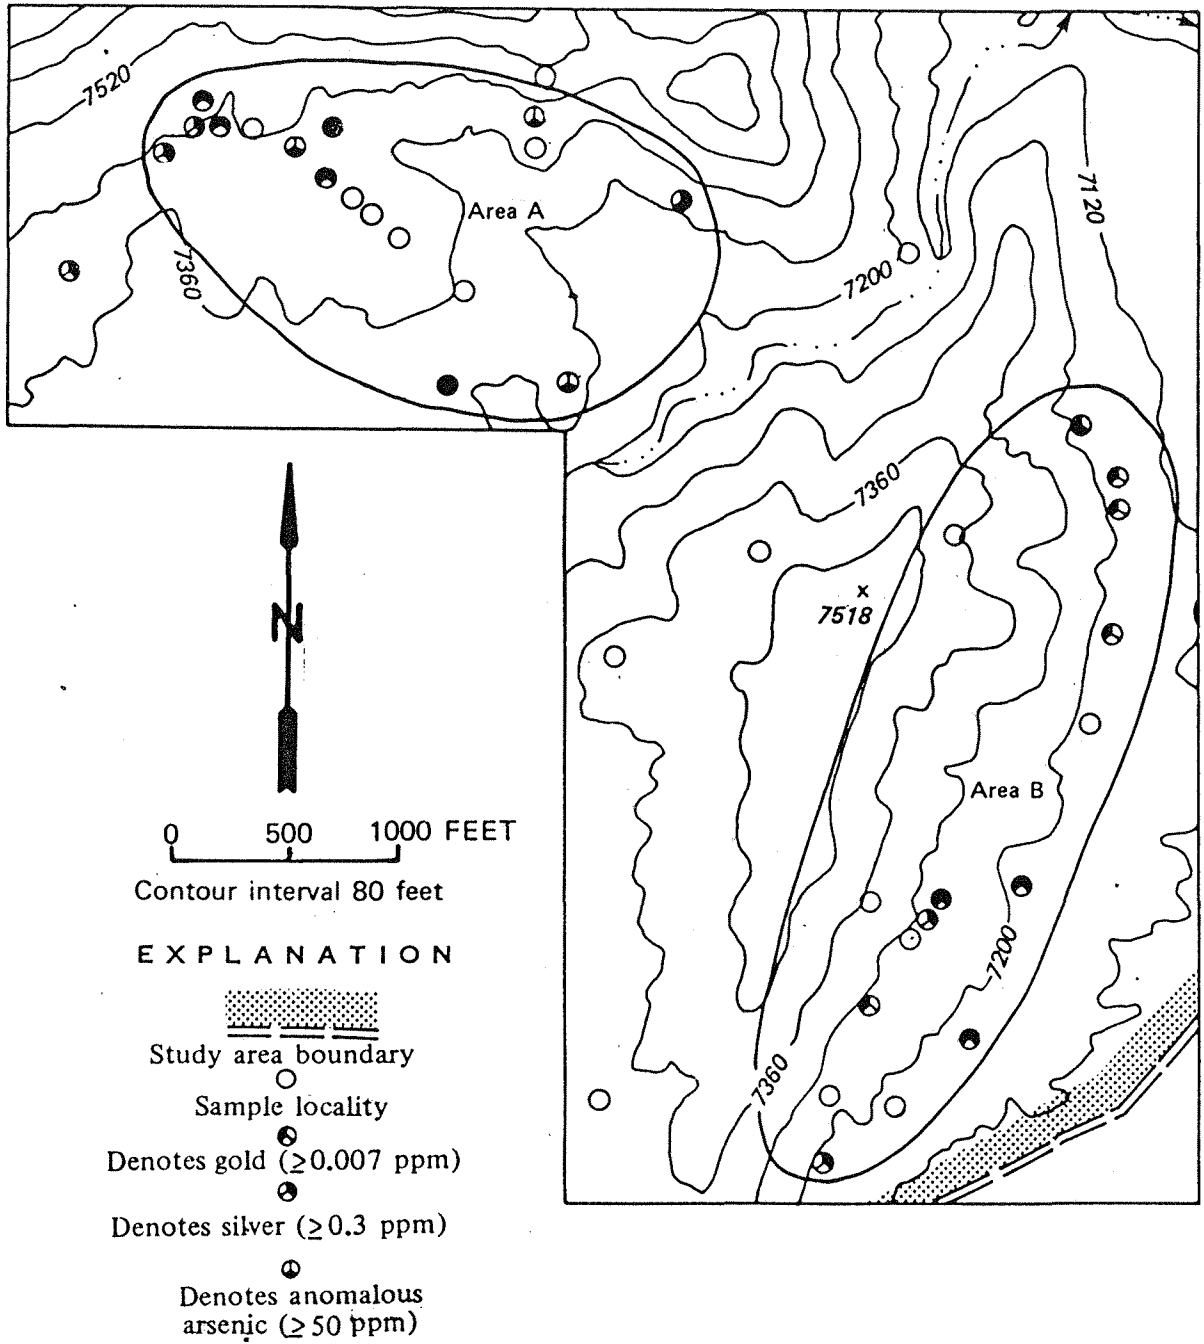 7520
Area A
7360
7200
7120
7360
x
7518
Area B
7200
7360
N
0 500 1000 FEET
Contour interval 80 feet
EXPLANATION
Study area boundary
Sample locality
Denotes gold (≥0.007 ppm)
Denotes silver (≥0.3 ppm)
Denotes anomalous
arsenic (≥50 ppm)